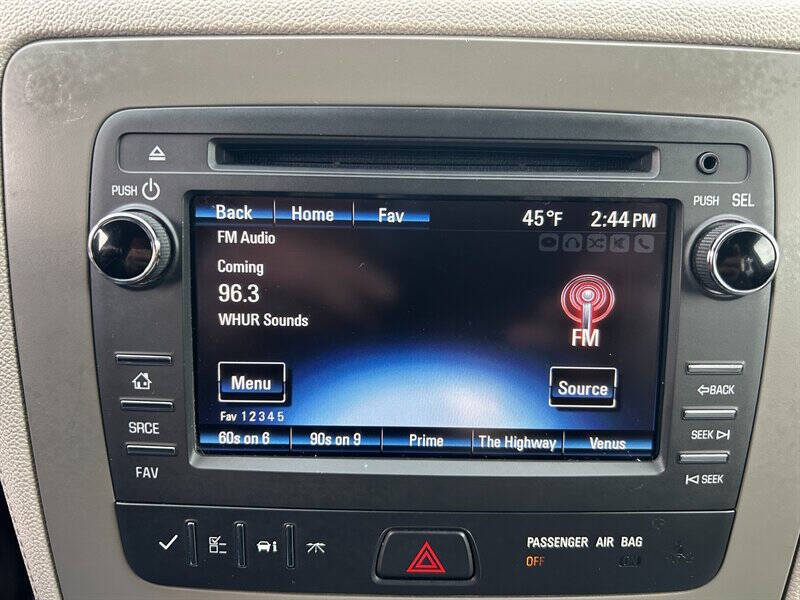 PUSH
PUSH SEL
Back Home Fav 45°F 2:44 PM
FM Audio
Coming
96.3
WHUR Sounds
FM
Menu
Source
Fav 1 2 3 4 5
60s on 6 90s on 9 Prime The Highway Venus
SRCE
FAV
BACK
SEEK
SEEK
PASSENGER AIR BAG
OFF